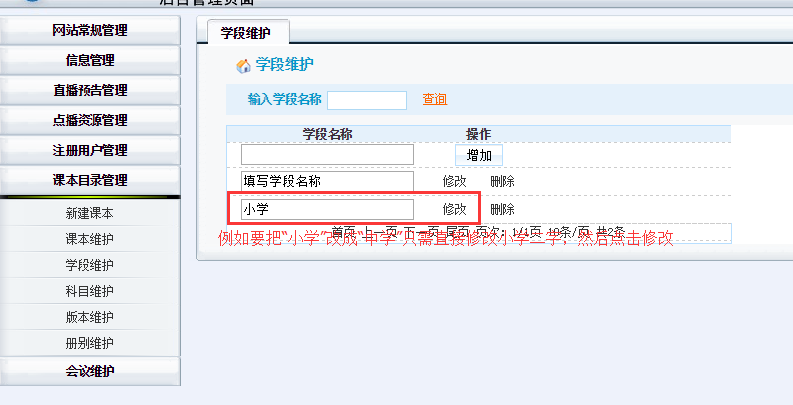 后台管理页面
网站常规管理
信息管理
直播预告管理
点播资源管理
注册用户管理
课本目录管理
新建课本
课本维护
学段维护
科目维护
版本维护
册别维护
会议维护
学段维护
学段维护
输入学段名称 查询
学段名称 操作
增加
填写学段名称 修改 删除
小学 修改 删除
首页 上一页 下一页 尾页 页次：1/1页 10条/页 共2条
例如要把“小学”改成“中学”只需直接修改小学二字，然后点击修改